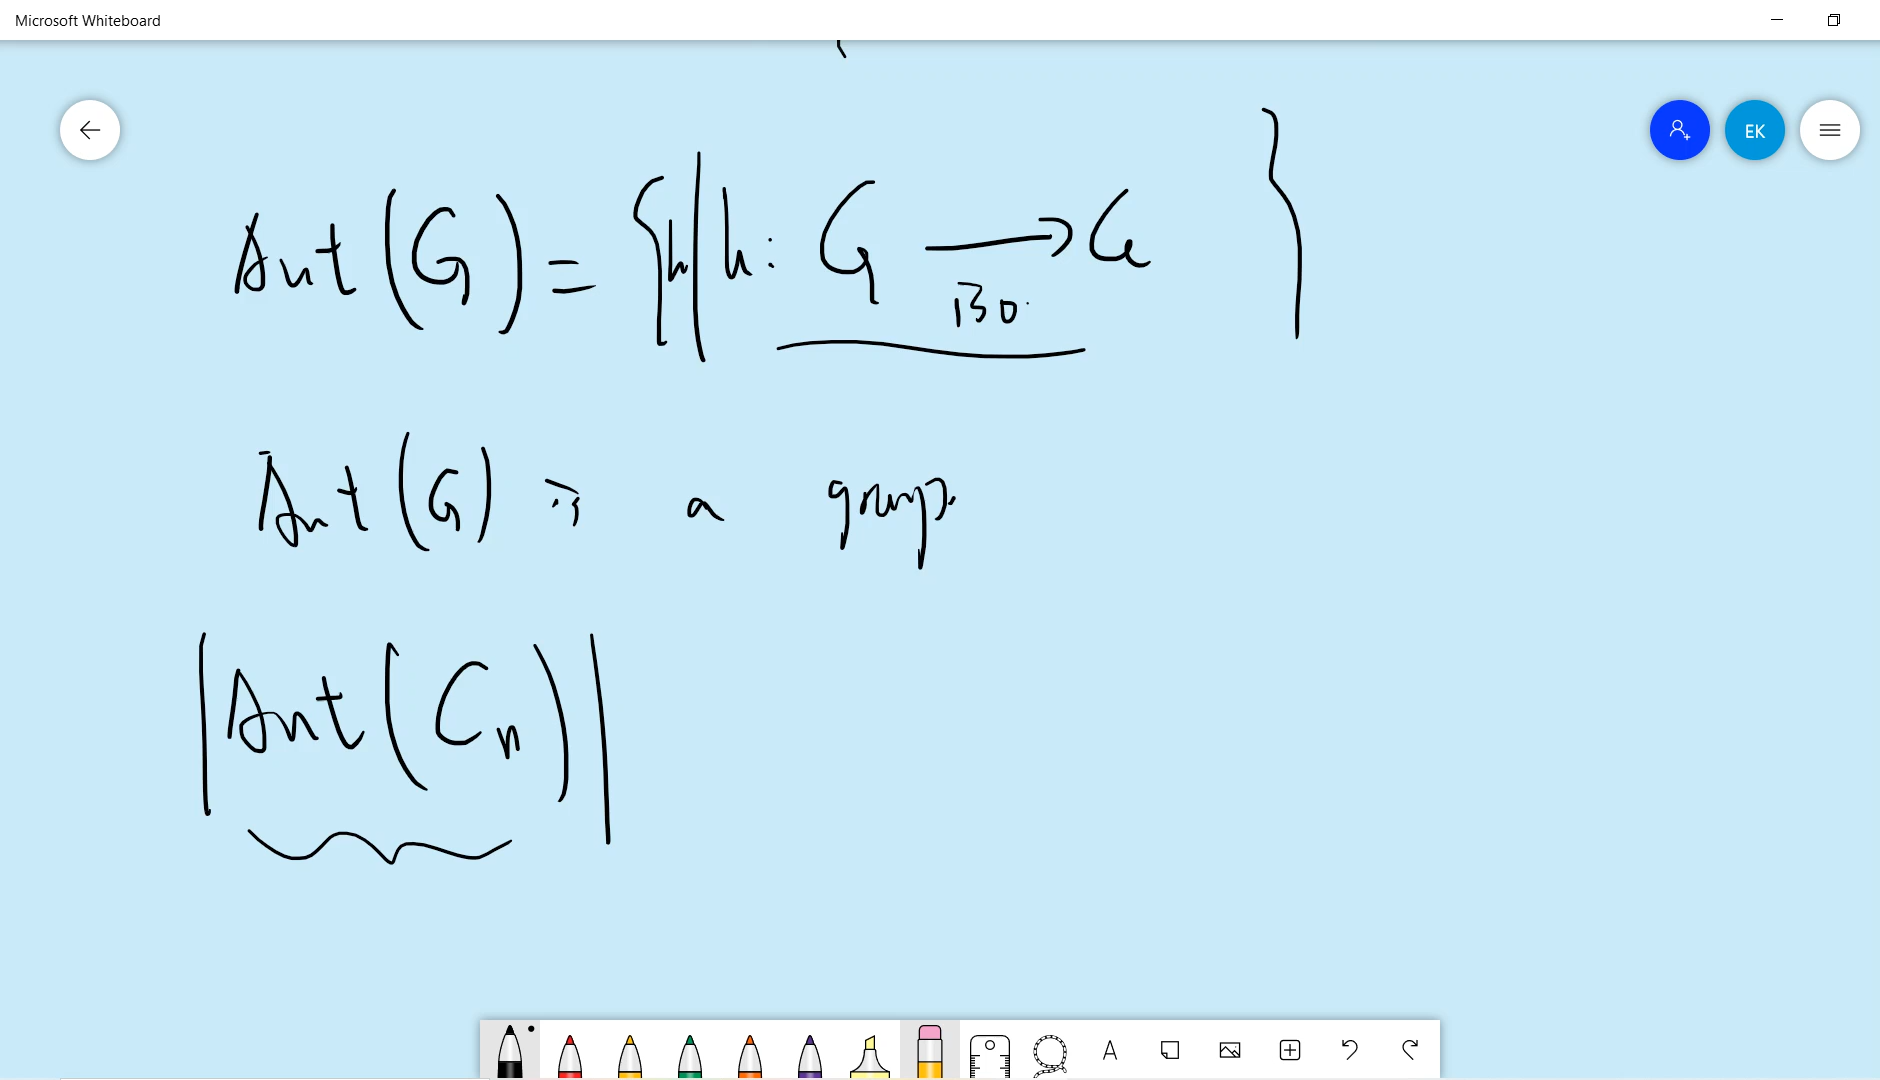 Microsoft Whiteboard
EK
Aut(G) = {h | h: G → G }
iso.
Aut(G) is a group.
|Aut(C_n)|
A